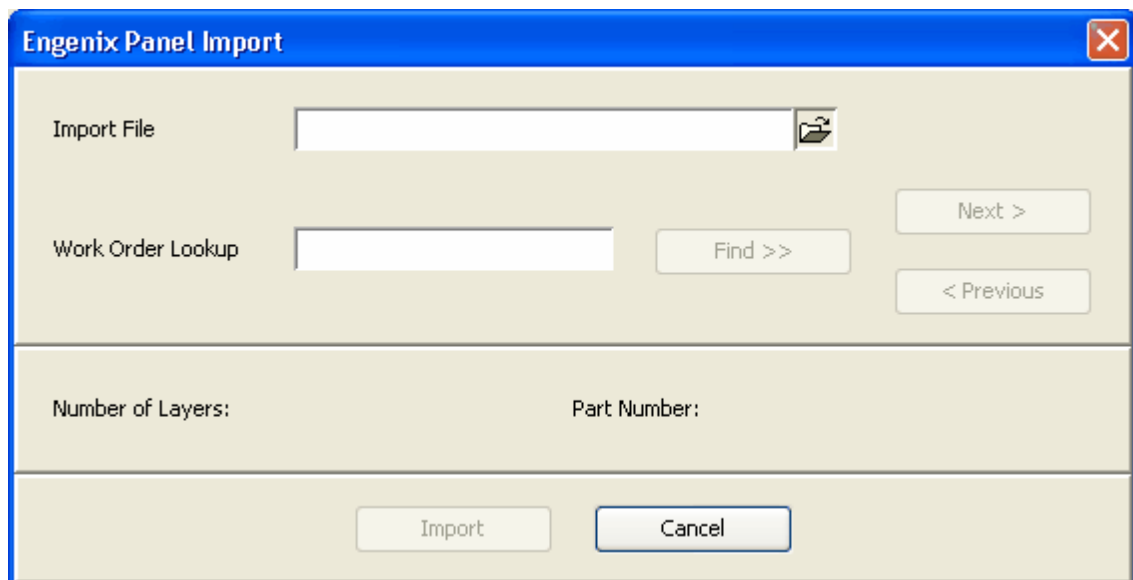 Engenix Panel Import
Import File
Next >
Work Order Lookup
Find >>
< Previous
Number of Layers:
Part Number:
Import
Cancel